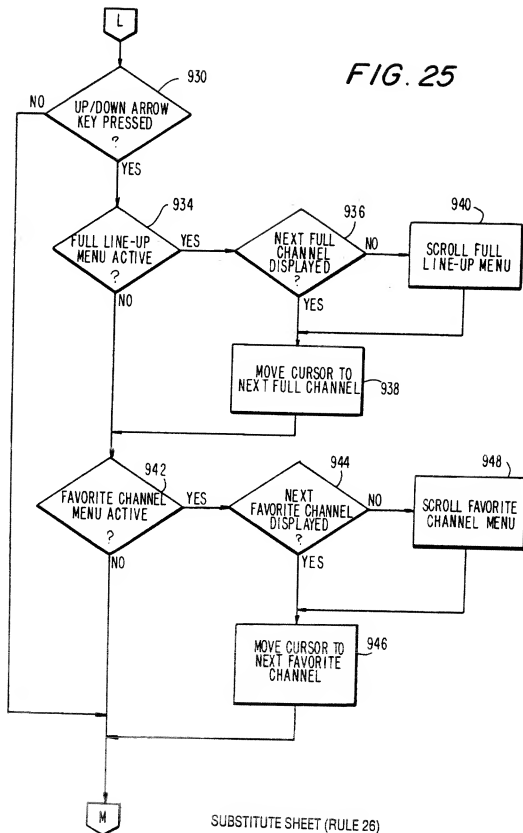 L
FIG. 25
930
NO
UP/DOWN ARROW
KEY PRESSED
?
YES
934
FULL LINE-UP
MENU ACTIVE
?
YES
NO
936
NEXT FULL
CHANNEL
DISPLAYED
?
NO
YES
940
SCROLL FULL
LINE-UP MENU
MOVE CURSOR TO
NEXT FULL CHANNEL
938
942
FAVORITE CHANNEL
MENU ACTIVE
?
YES
NO
944
NEXT
FAVORITE CHANNEL
DISPLAYED
?
NO
YES
948
SCROLL FAVORITE
CHANNEL MENU
MOVE CURSOR TO
NEXT FAVORITE
CHANNEL
946
M
SUBSTITUTE SHEET (RULE 26)